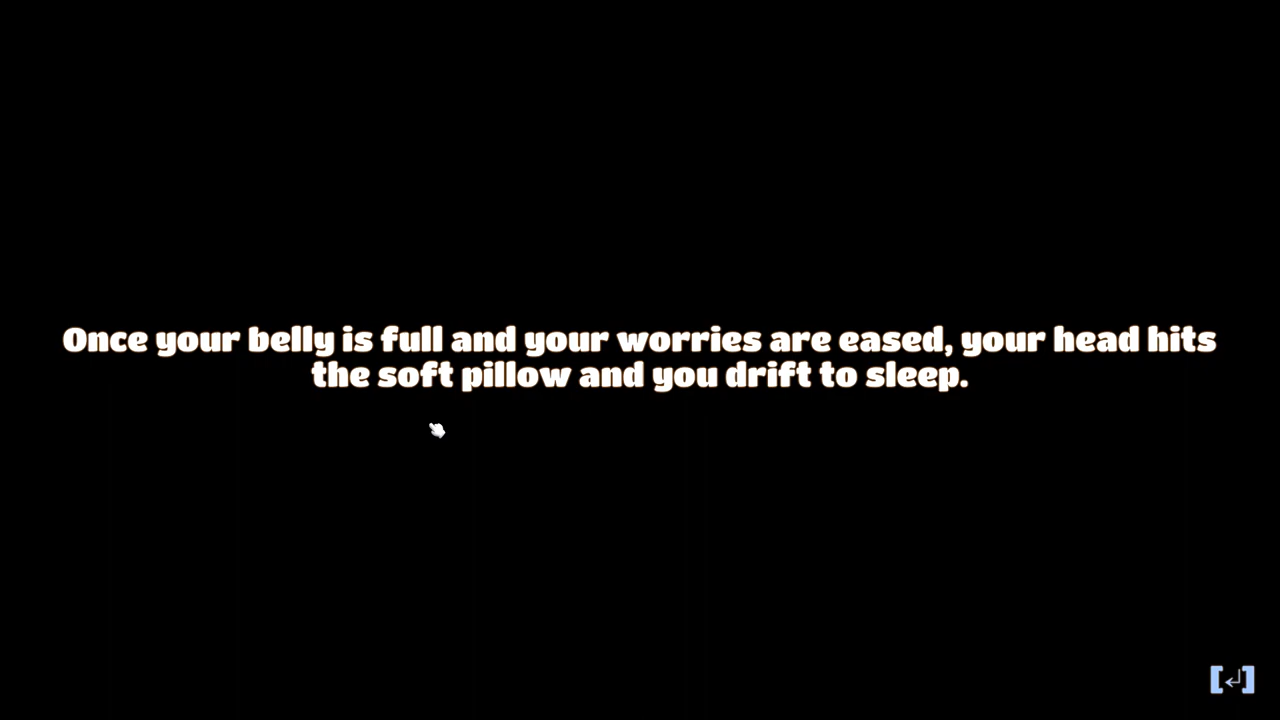 Once your belly is full and your worries are eased, your head hits
the soft pillow and you drift to sleep.
[↵]